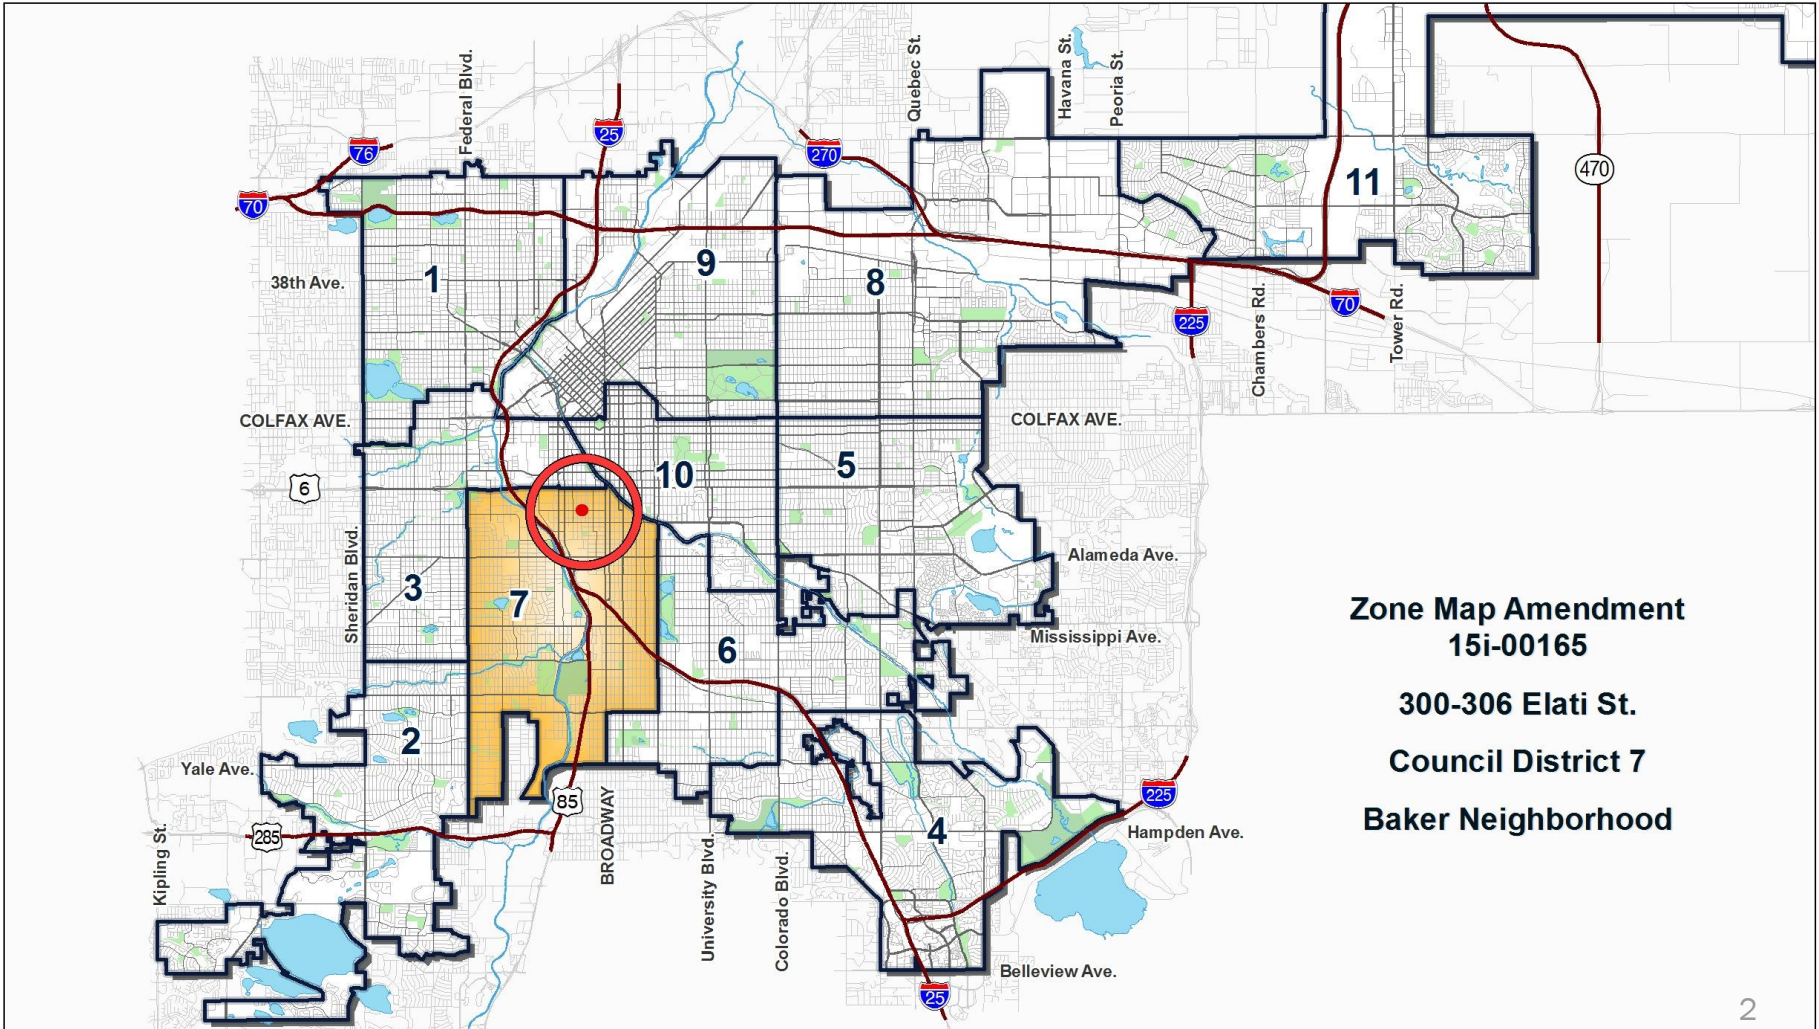 Federal Blvd.
Quebec St.
Havana St.
Peoria St.
25
76
270
470
70
11
9
1
8
38th Ave.
225
Chambers Rd.
70
Tower Rd.
COLFAX AVE.
COLFAX AVE.
6
10
5
Sheridan Blvd.
Alameda Ave.
3
7
6
Mississippi Ave.
Zone Map Amendment
15i-00165
300-306 Elati St.
Council District 7
Baker Neighborhood
2
Yale Ave.
85
BROADWAY
225
285
Kipling St.
University Blvd.
Colorado Blvd.
4
Hampden Ave.
Belleview Ave.
25
2